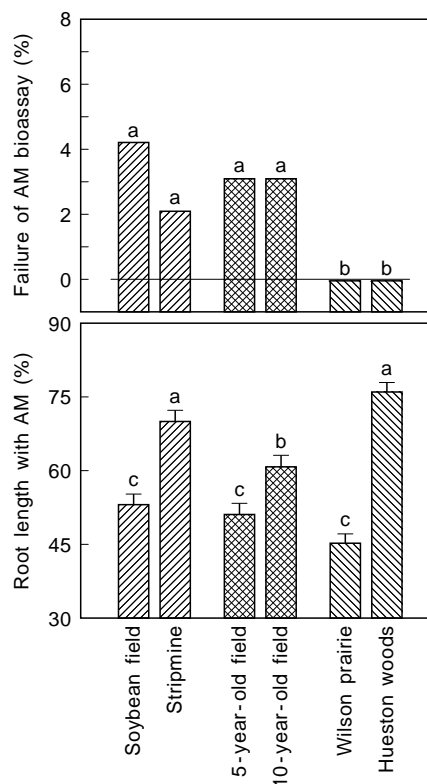 Failure of AM bioassay (%)
8
6
4
2
0
a
a
a
a
b
b
Root length with AM (%)
90
75
60
45
30
c
a
c
b
c
a
Soybean field
Stripmine
5-year-old field
10-year-old field
Wilson prairie
Hueston woods